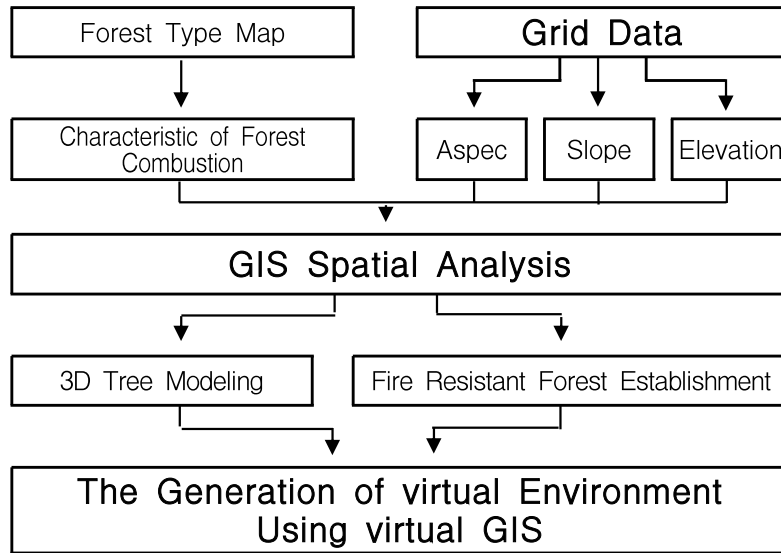 Forest Type Map
Grid Data
Characteristic of Forest
Combustion
Aspec
Slope
Elevation
GIS Spatial Analysis
3D Tree Modeling
Fire Resistant Forest Establishment
The Generation of virtual Environment
Using virtual GIS